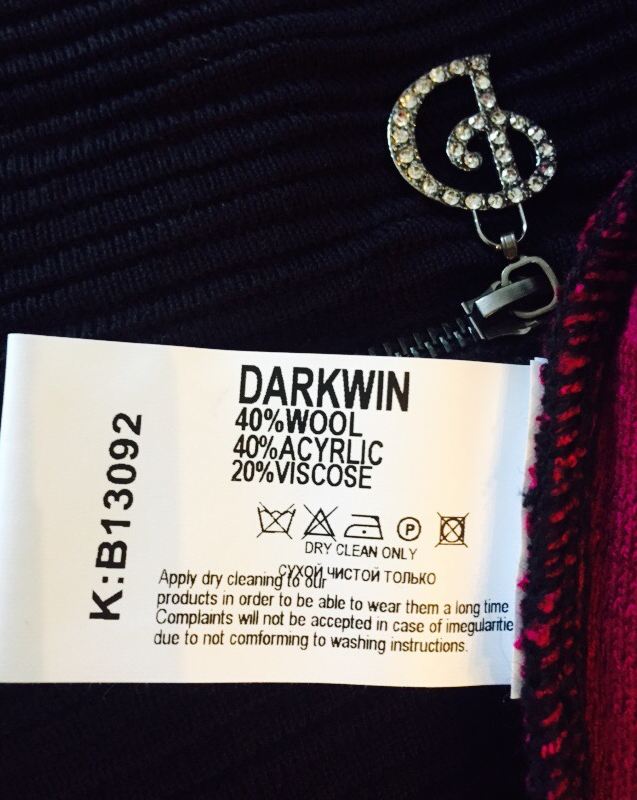 DARKWIN
40%WOOL
40%ACYRLIC
20%VISCOSE
P
DRY CLEAN ONLY
СУХОЙ ЧИСТОЙ ТОЛЬКО
Apply dry cleaning to our
products in order to be able to wear them a long time
Complaints will not be accepted in case of imegularitie
due to not comforming to washing instructions.
K:B13092